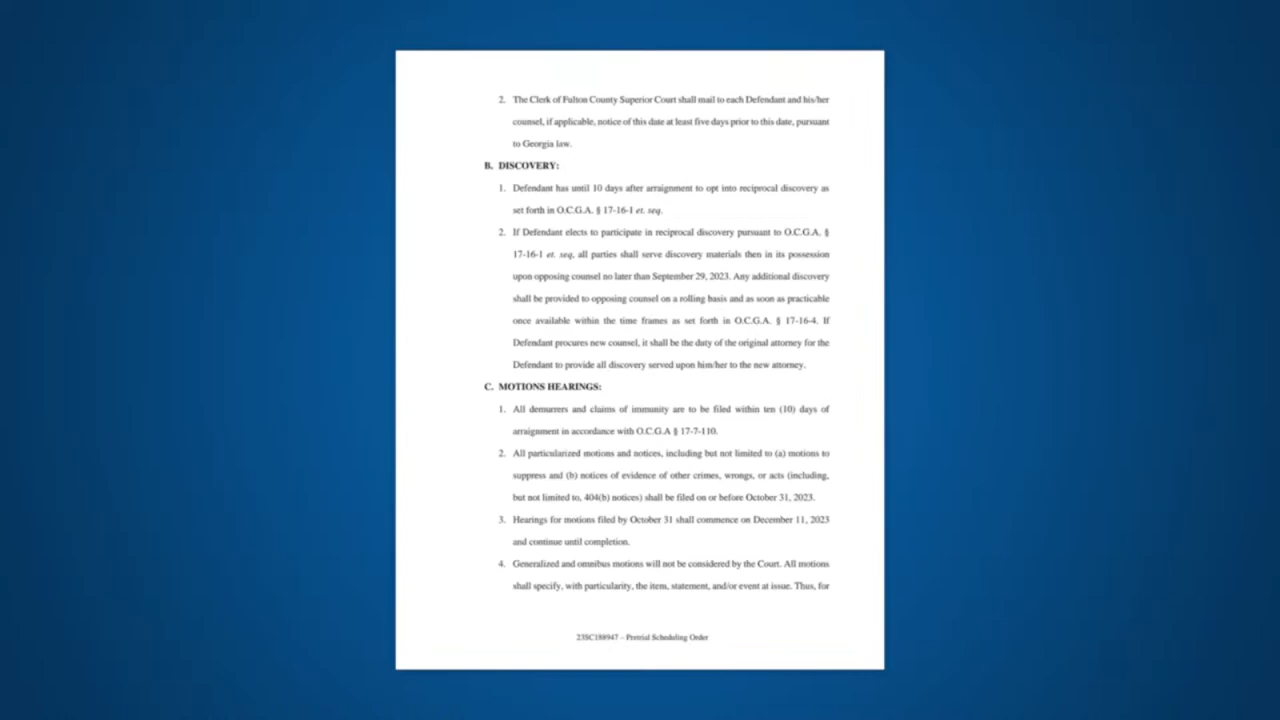 2. The Clerk of Fulton County Superior Court shall mail to each Defendant and his/her
counsel, if applicable, notice of this date at least five days prior to this date, pursuant
to Georgia law.
B. DISCOVERY:
1. Defendant has until 10 days after arraignment to opt into reciprocal discovery as
set forth in O.C.G.A. § 17-16-1 et. seq.
2. If Defendant elects to participate in reciprocal discovery pursuant to O.C.G.A. §
17-16-1 et. seq, all parties shall serve discovery materials then in its possession
upon opposing counsel no later than September 29, 2023. Any additional discovery
shall be provided to opposing counsel on a rolling basis and as soon as practicable
once available within the time frames as set forth in O.C.G.A. § 17-16-4. If
Defendant procures new counsel, it shall be the duty of the original attorney for the
Defendant to provide all discovery served upon him/her to the new attorney.
C. MOTIONS HEARINGS:
1. All demurrers and claims of immunity are to be filed within ten (10) days of
arraignment in accordance with O.C.G.A § 17-7-110.
2. All particularized motions and notices, including but not limited to (a) motions to
suppress and (b) notices of evidence of other crimes, wrongs, or acts (including,
but not limited to, 404(b) notices) shall be filed on or before October 31, 2023.
3. Hearings for motions filed by October 31 shall commence on December 11, 2023
and continue until completion.
4. Generalized and omnibus motions will not be considered by the Court. All motions
shall specify, with particularity, the item, statement, and/or event at issue. Thus, for
23SC188947 – Pretrial Scheduling Order